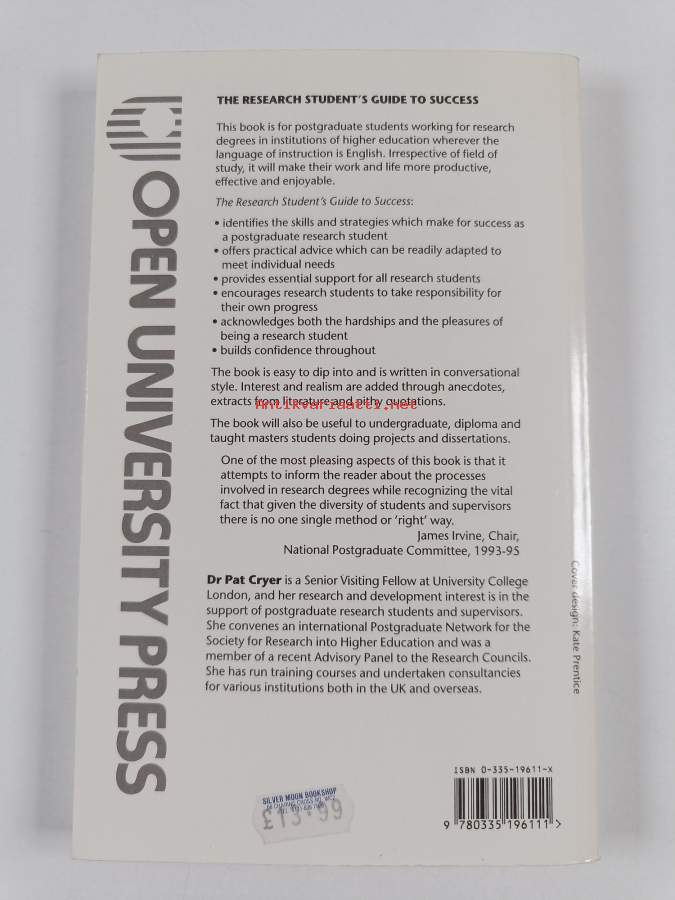 OPEN UNIVERSITY PRESS
THE RESEARCH STUDENT'S GUIDE TO SUCCESS
This book is for postgraduate students working for research
degrees in institutions of higher education wherever the
language of instruction is English. Irrespective of field of
study, it will make their work and life more productive,
effective and enjoyable.
The Research Student's Guide to Success:
• identifies the skills and strategies which make for success as
a postgraduate research student
• offers practical advice which can be readily adapted to
meet individual needs
• provides essential support for all research students
• encourages research students to take responsibility for
their own progress
• acknowledges both the hardships and the pleasures of
being a research student
• builds confidence throughout
The book is easy to dip into and is written in conversational
style. Interest and realism are added through anecdotes,
extracts from literature and pithy quotations.
Antikvariaatti.net
The book will also be useful to undergraduate, diploma and
taught masters students doing projects and dissertations.
One of the most pleasing aspects of this book is that it
attempts to inform the reader about the processes
involved in research degrees while recognizing the vital
fact that given the diversity of students and supervisors
there is no one single method or 'right' way.
James Irvine, Chair,
National Postgraduate Committee, 1993-95
Dr Pat Cryer is a Senior Visiting Fellow at University College
London, and her research and development interest is in the
support of postgraduate research students and supervisors.
She convenes an international Postgraduate Network for the
Society for Research into Higher Education and was a
member of a recent Advisory Panel to the Research Councils.
She has run training courses and undertaken consultancies
for various institutions both in the UK and overseas.
Cover design: Kate Prentice
ISBN 0-335-19611-X
9 780335 196111 >
SILVER MOON BOOKSHOP
£13.99